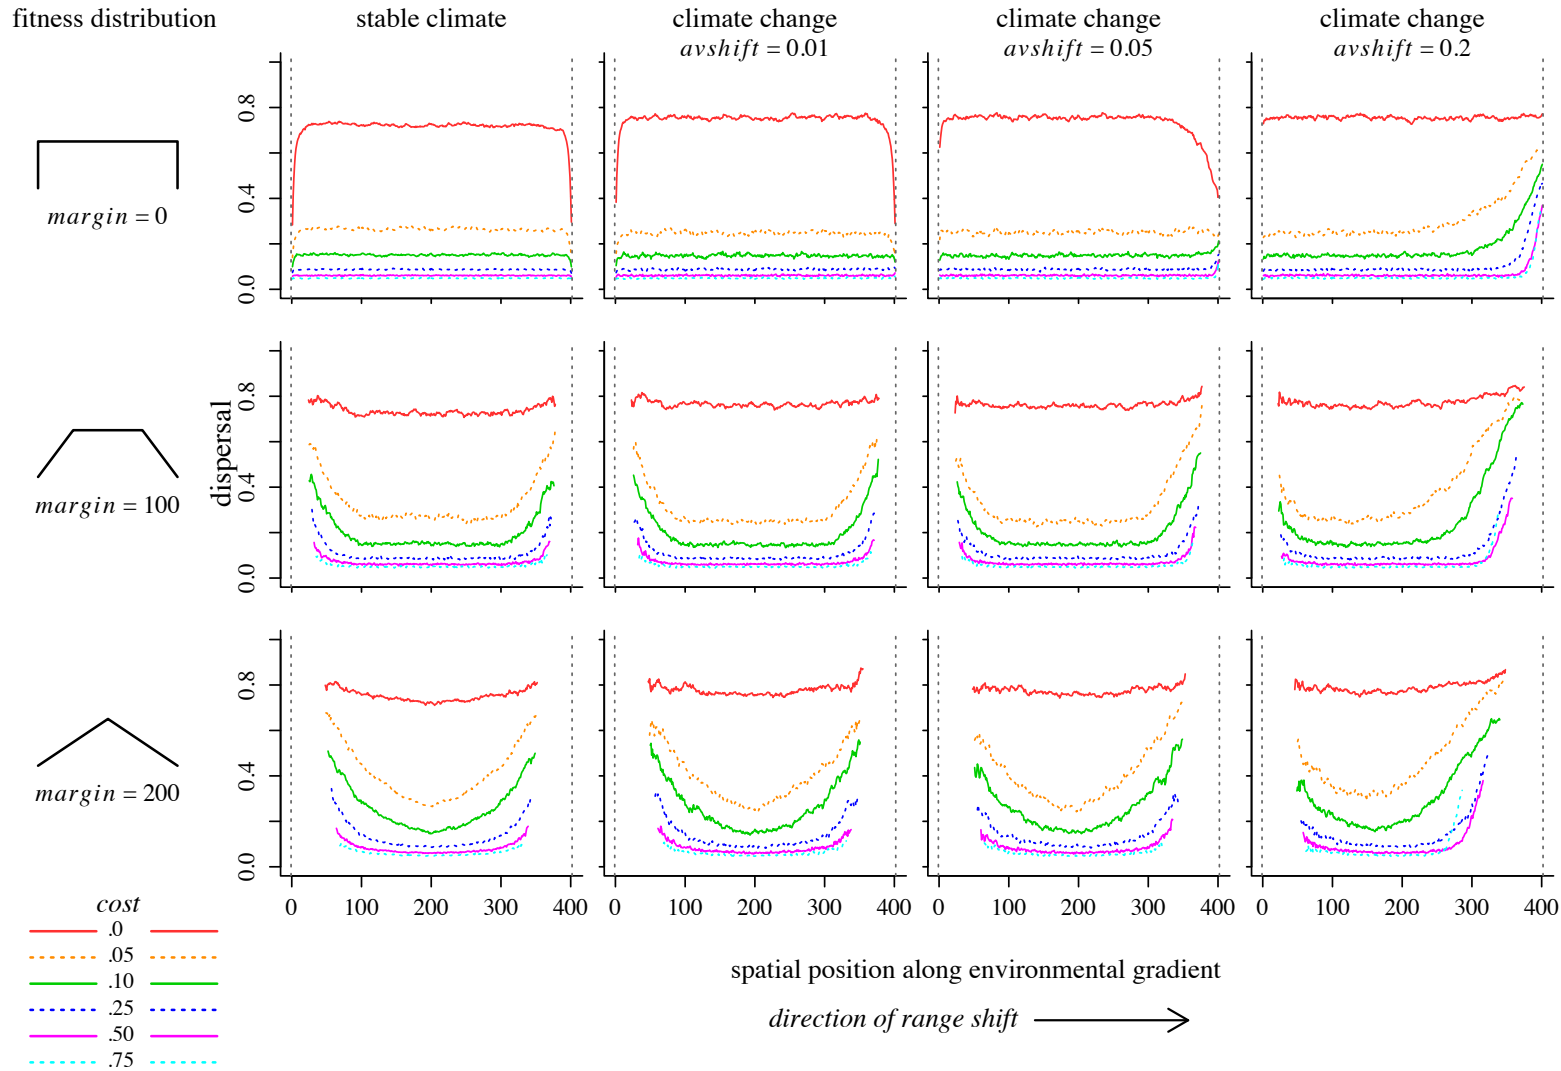 fitness distribution
stable climate
climate change
avshift = 0.01
climate change
avshift = 0.05
climate change
avshift = 0.2
0.8
0.4
0.0
margin = 0
0.8
0.4
0.0
dispersal
margin = 100
0.8
0.4
0.0
margin = 200
0 100 200 300 400
0 100 200 300 400
0 100 200 300 400
0 100 200 300 400
cost
.0
.05
.10
.25
.50
.75
spatial position along environmental gradient
direction of range shift